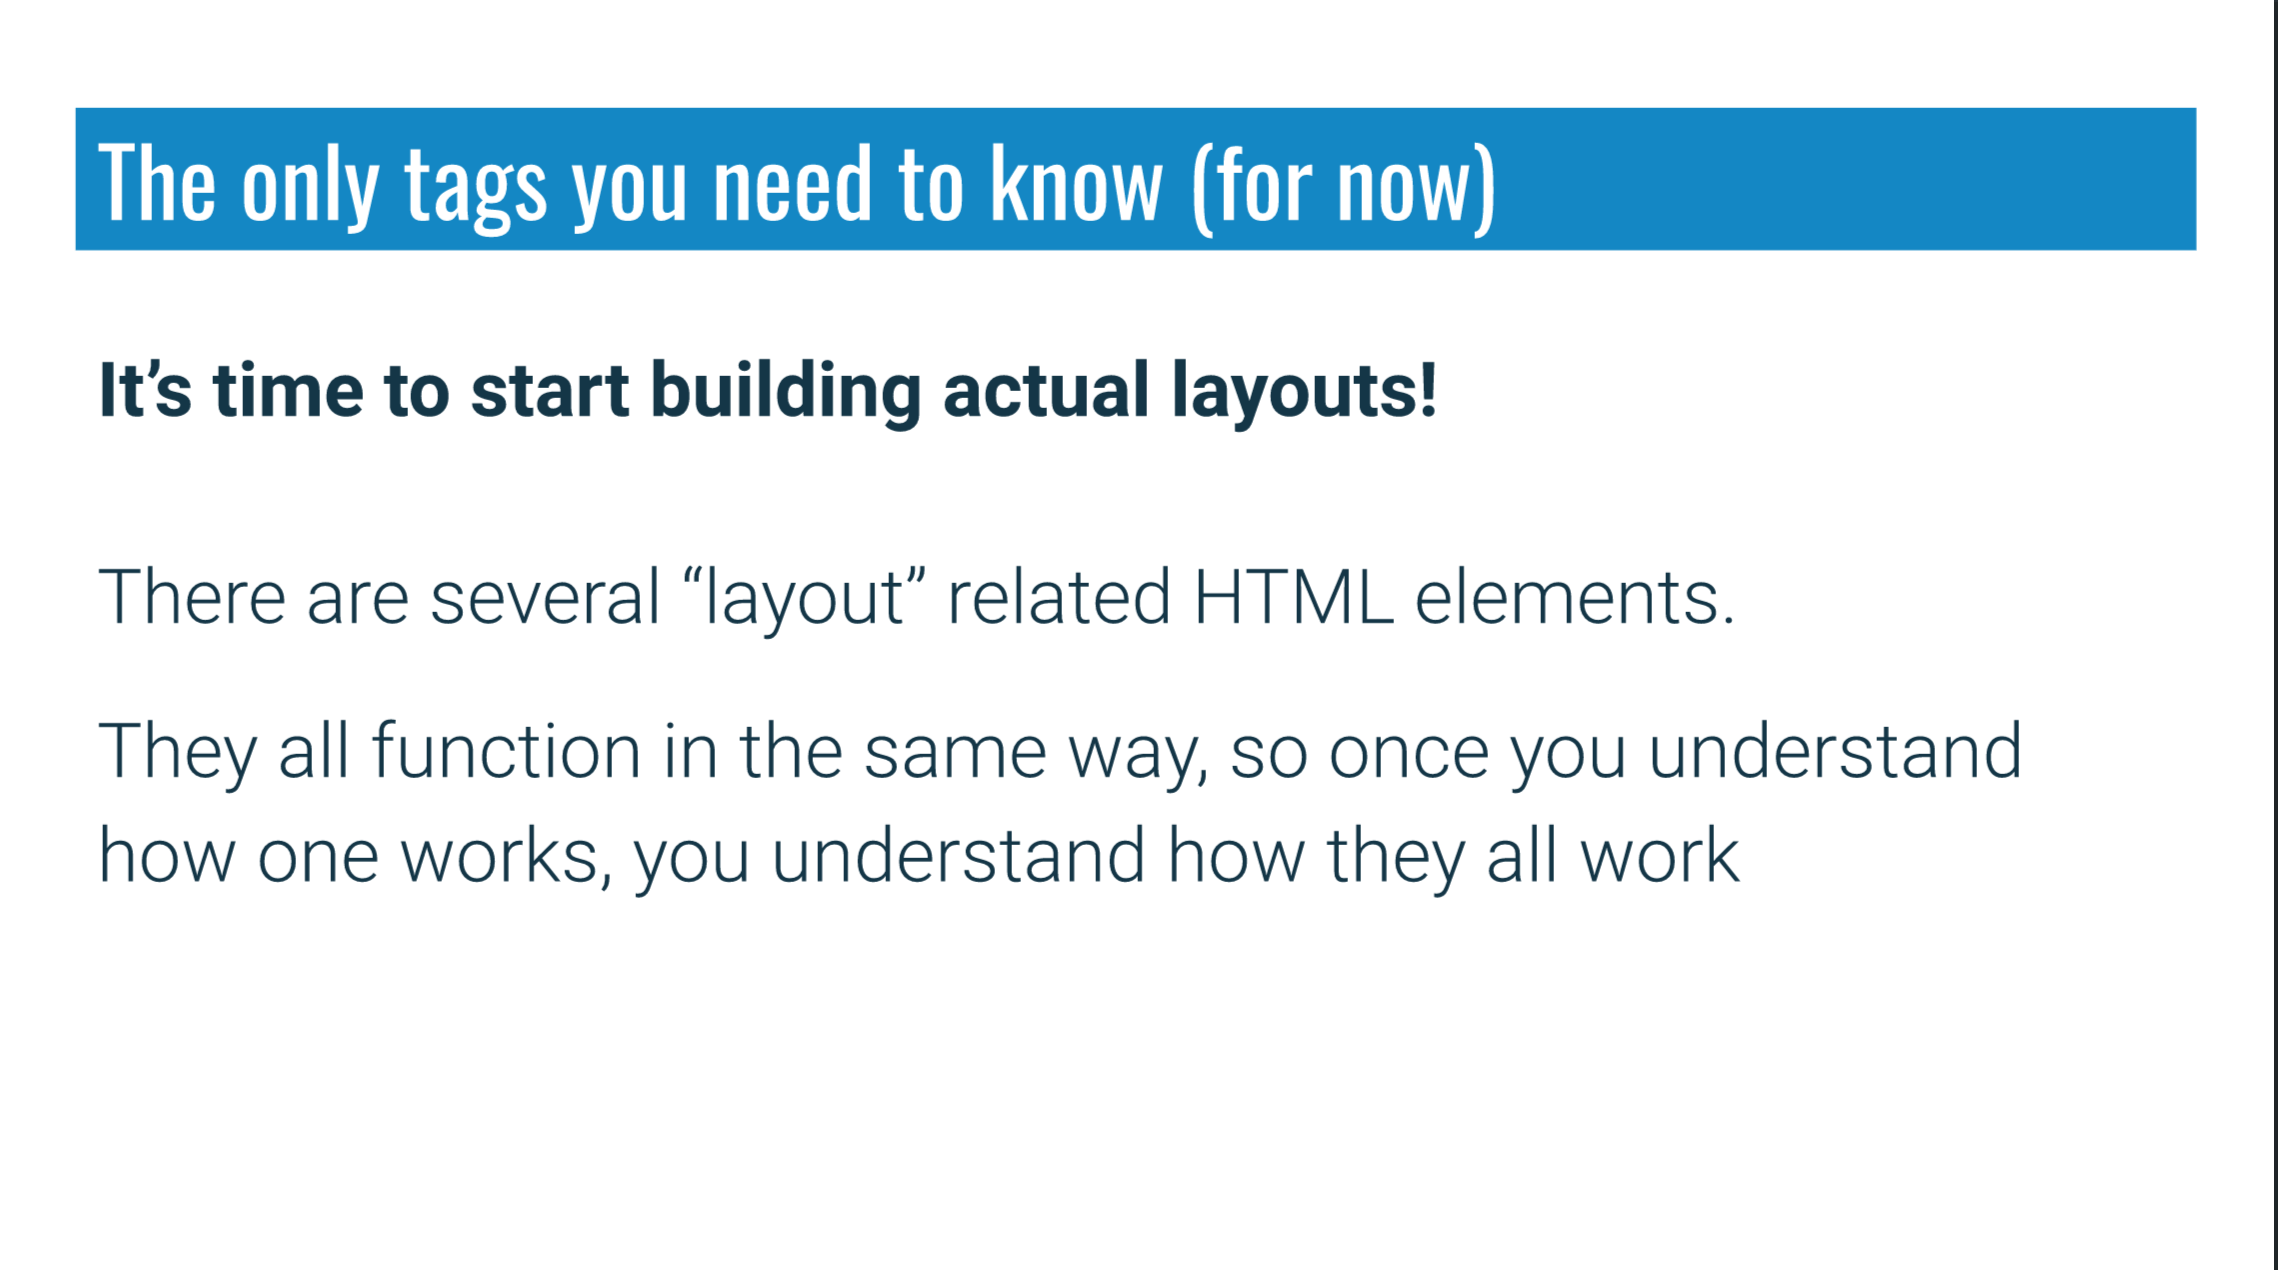 The only tags you need to know (for now)
It’s time to start building actual layouts!
There are several “layout” related HTML elements.
They all function in the same way, so once you understand
how one works, you understand how they all work